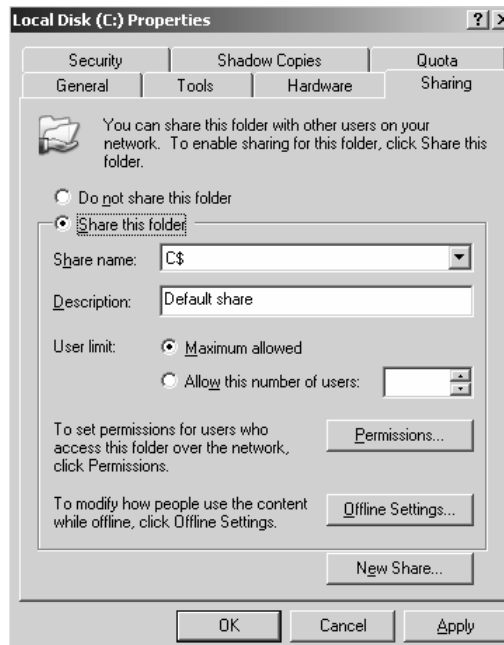 Local Disk (C:) Properties
Security Shadow Copies Quota
General Tools Hardware Sharing
You can share this folder with other users on your
network. To enable sharing for this folder, click Share this
folder.
Do not share this folder
Share this folder
Share name: C$
Description: Default share
User limit: Maximum allowed
Allow this number of users:
To set permissions for users who
access this folder over the network,
click Permissions.
Permissions...
To modify how people use the content
while offline, click Offline Settings.
Offline Settings...
New Share...
OK Cancel Apply